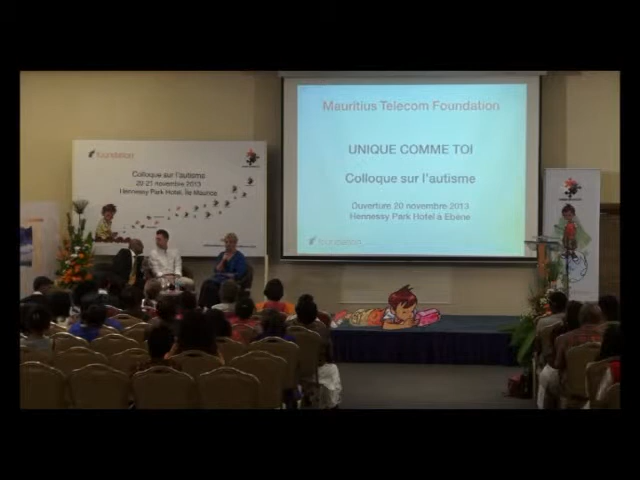 Mauritius Telecom Foundation
UNIQUE COMME TOI
Colloque sur l'autisme
Ouverture 20 novembre 2013
Hennessy Park Hotel à Ebène
foundation
foundation
Colloque sur l'autisme
20-21 novembre 2013
Hennessy Park Hotel, Île Maurice